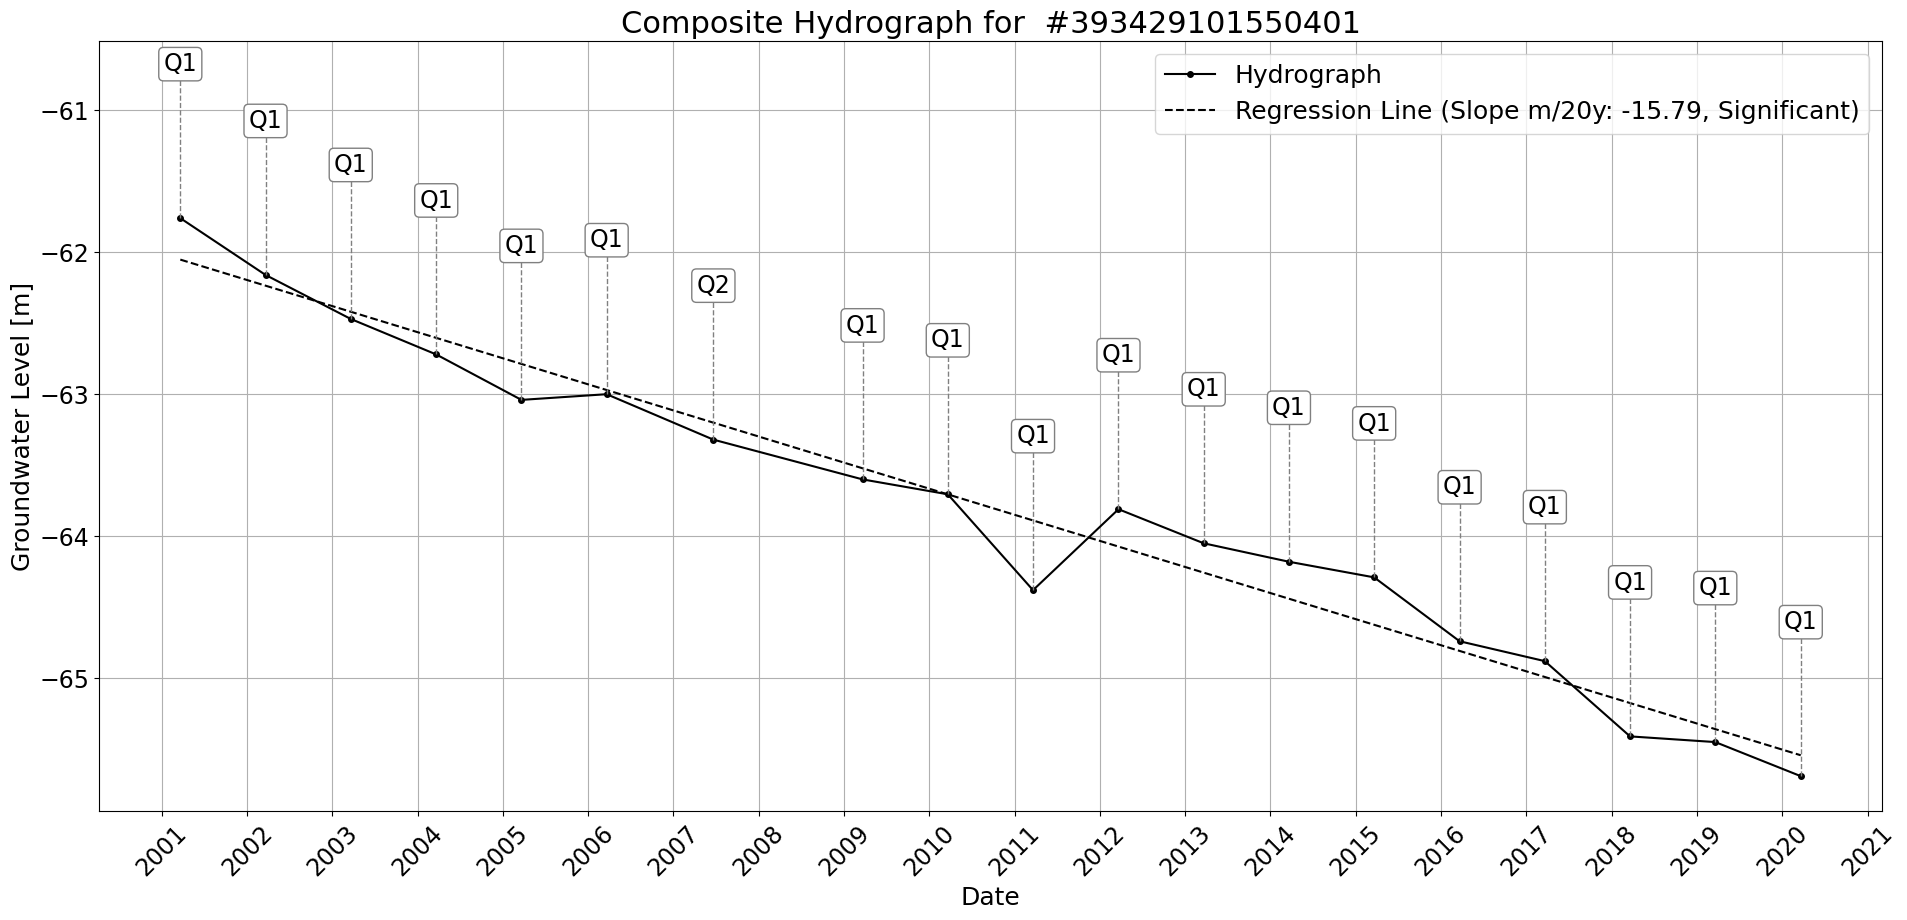 Composite Hydrograph for  #393429101550401
Hydrograph
Regression Line (Slope m/20y: -15.79, Significant)
Q1
Q1
Q1
Q1
Q1
Q1
Q2
Q1
Q1
Q1
Q1
Q1
Q1
Q1
Q1
Q1
Q1
Q1
Q1
Groundwater Level [m]
−61
−62
−63
−64
−65
2001
2002
2003
2004
2005
2006
2007
2008
2009
2010
2011
2012
2013
2014
2015
2016
2017
2018
2019
2020
2021
Date